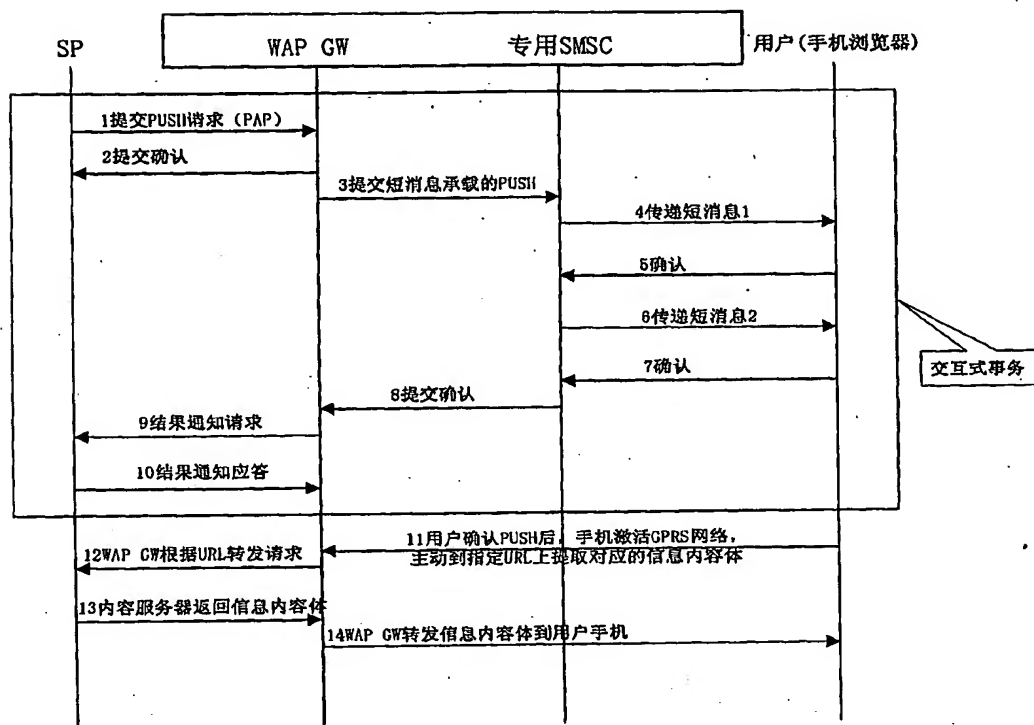 SP
WAP GW
专用SMSC
用户(手机浏览器)
1提交PUSH请求（PAP）
2提交确认
3提交短消息承载的PUSH
4传递短消息1
5确认
6传递短消息2
7确认
交互式事务
8提交确认
9结果通知请求
10结果通知应答
11用户确认PUSH后，手机激活GPRS网络，
主动到指定URL上提取对应的信息内容体
12WAP GW根据URL转发请求
13内容服务器返回信息内容体
14WAP GW转发信息内容体到用户手机